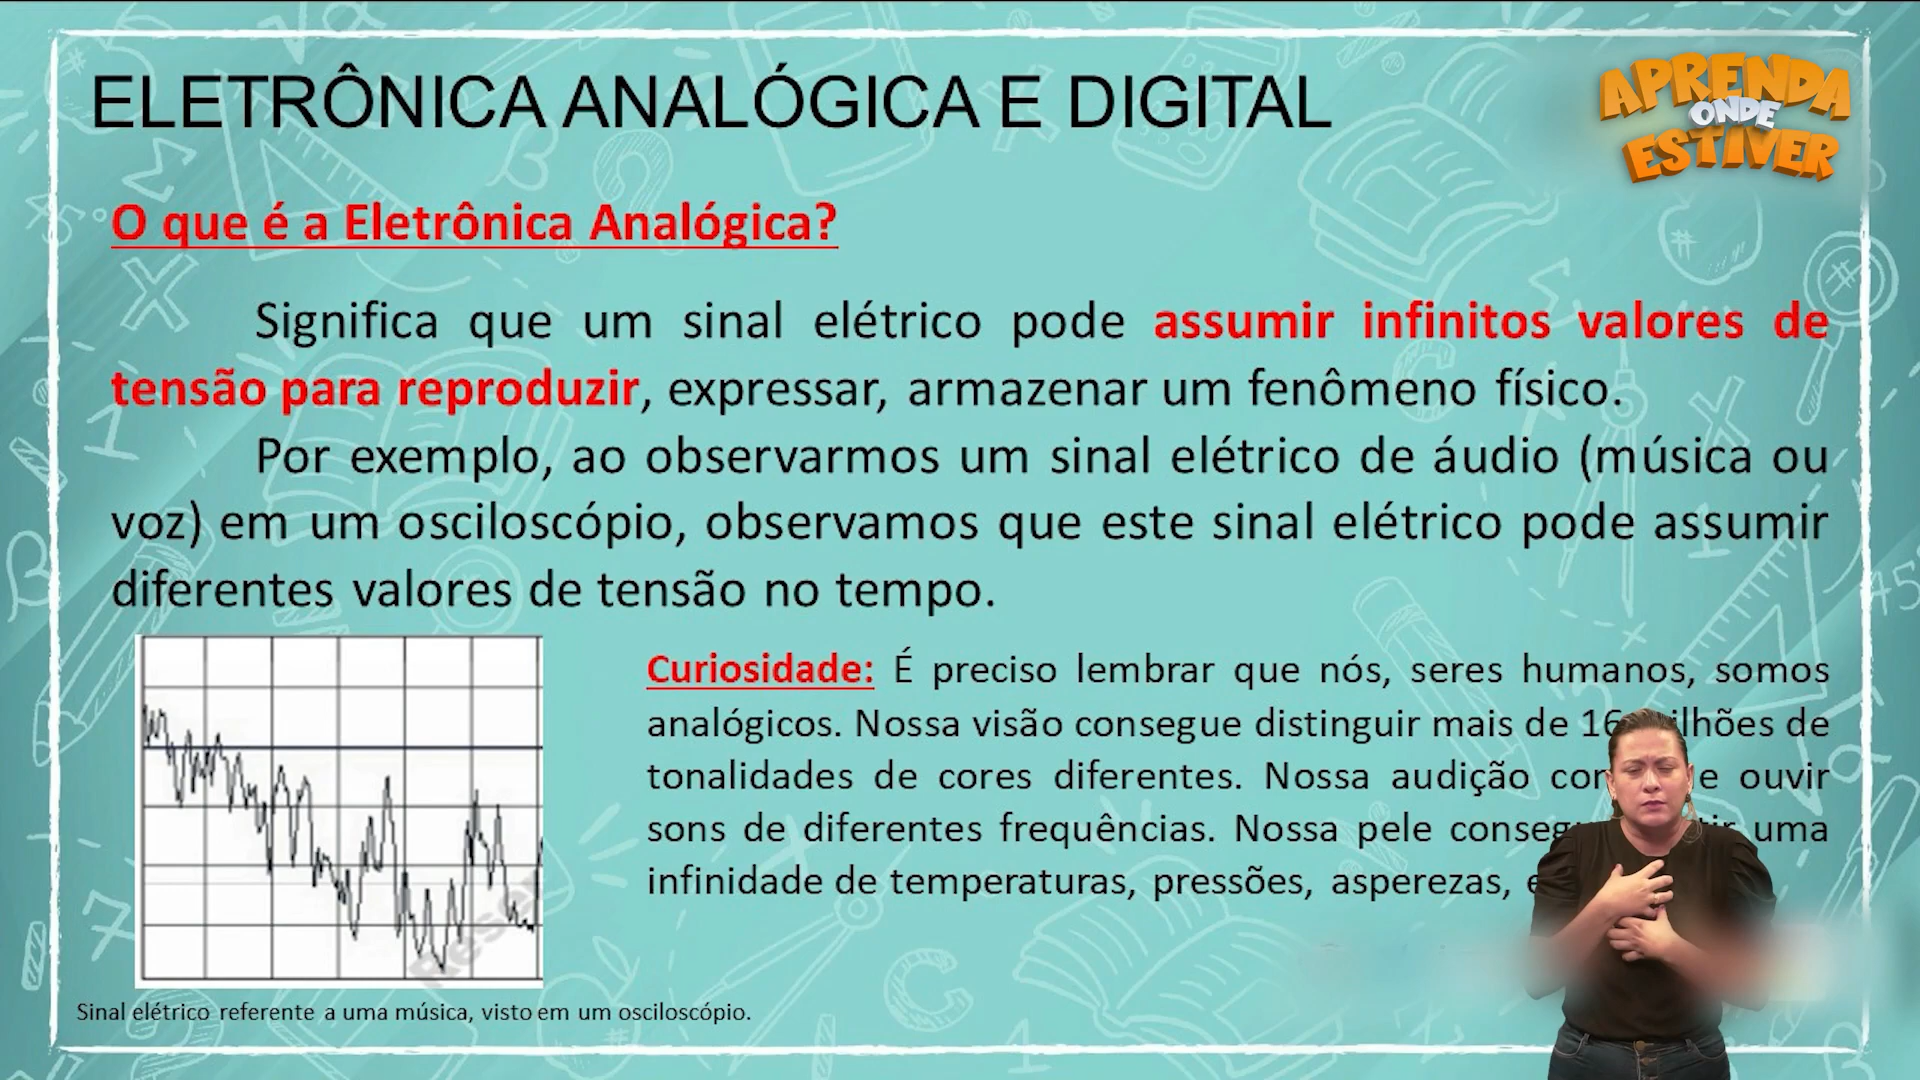 ELETRÔNICA ANALÓGICA E DIGITAL
APRENDA
ONDE
ESTIVER
O que é a Eletrônica Analógica?
Significa que um sinal elétrico pode assumir infinitos valores de
tensão para reproduzir, expressar, armazenar um fenômeno físico.
Por exemplo, ao observarmos um sinal elétrico de áudio (música ou
voz) em um osciloscópio, observamos que este sinal elétrico pode assumir
diferentes valores de tensão no tempo.
Curiosidade: É preciso lembrar que nós, seres humanos, somos
analógicos. Nossa visão consegue distinguir mais de de
tonalidades de cores diferentes. Nossa audição ouvir
sons de diferentes frequências. Nossa pele uma
infinidade de temperaturas, pressões, asperezas,
Sinal elétrico referente a uma música, visto em um osciloscópio.